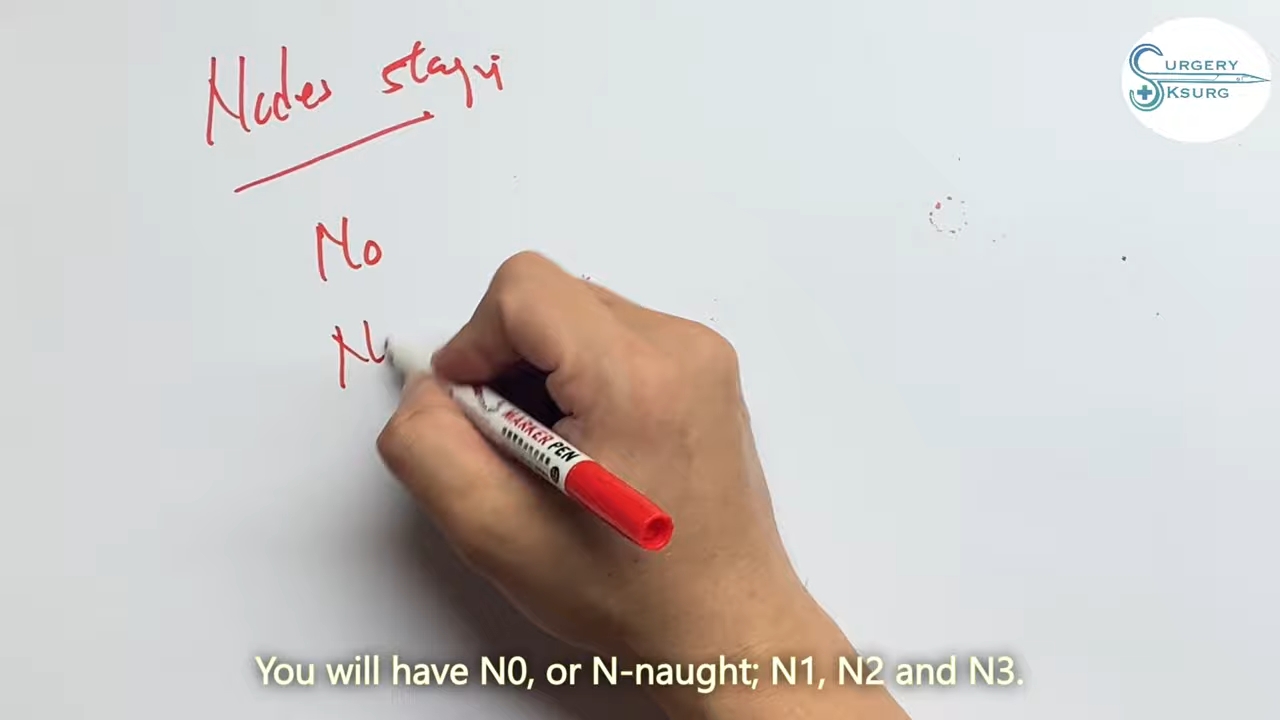 Nodes stagi
SURGERY
SKSURG
N0
N
MARKER PEN
You will have N0, or N-naught; N1, N2 and N3.